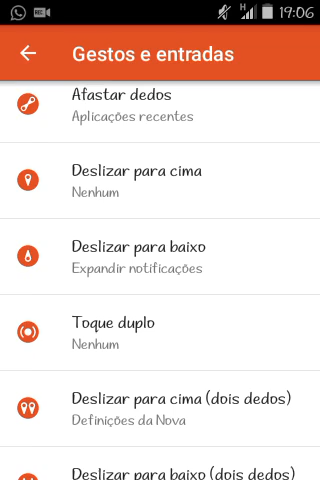 REC H 19:06
Gestos e entradas
Afastar dedos
Aplicações recentes
Deslizar para cima
Nenhum
Deslizar para baixo
Expandir notificações
Toque duplo
Nenhum
Deslizar para cima (dois dedos)
Definições da Nova
Deslizar para baixo (dois dedos)